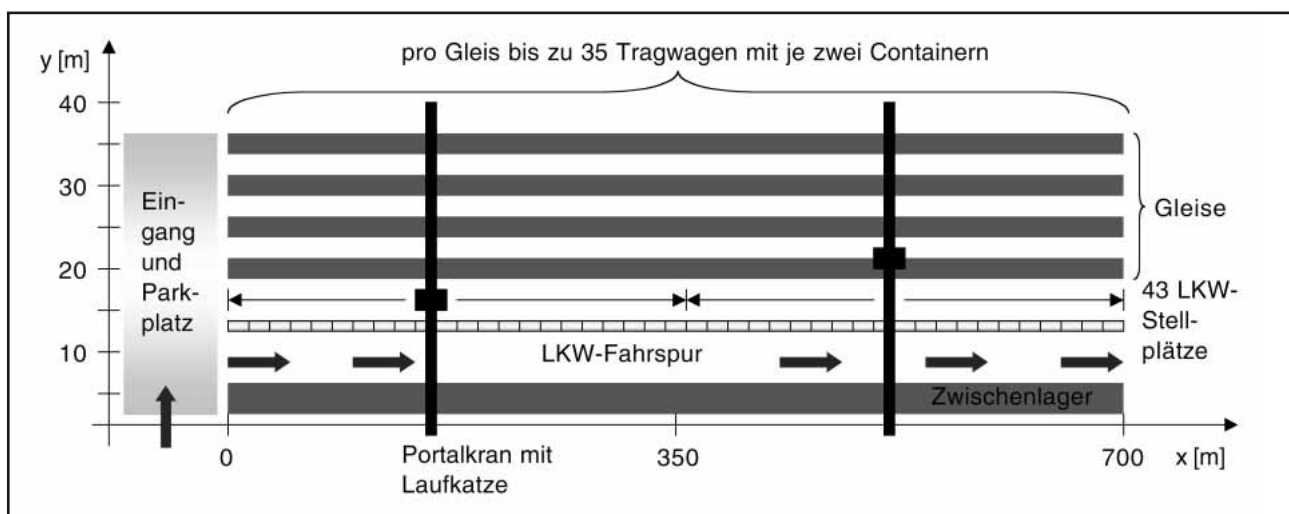 pro Gleis bis zu 35 Tragwagen mit je zwei Containern
y [m]
40
30
20
10
Ein-
gang
und
Park-
platz
Gleise
43 LKW-
Stell-
plätze
LKW-Fahrspur
Zwischenlager
0
Portalkran mit
Laufkatze
350
700
x [m]